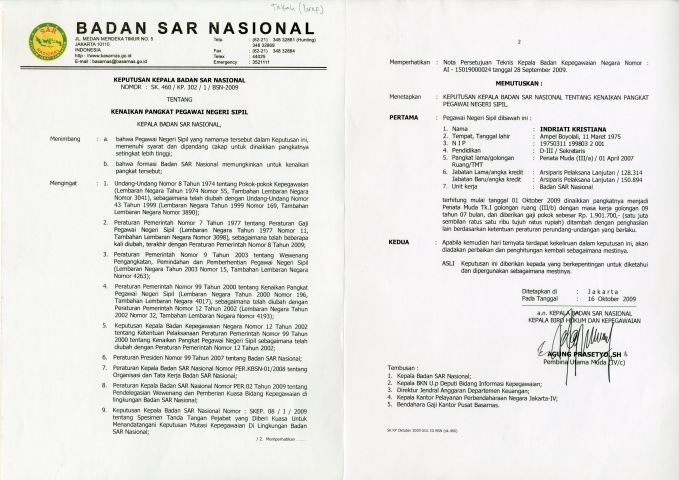 BADAN SAR NASIONAL
JL. MEDAN MERDEKA TIMUR NO. 5
JAKARTA 10110
INDONESIA
http : www.basarnas.go.id
E-mail : basarnas@basarnas.go.id
Telp : (62-21) 348 32881 (Hunting)
348 32869
Fax : (62-21) 348 32884
Telex : 44025
Emergency : 3521111
KEPUTUSAN KEPALA BADAN SAR NASIONAL
NOMOR : SK. 460 / KP. 302 / 1 / BSN-2009
TENTANG
KENAIKAN PANGKAT PEGAWAI NEGERI SIPIL
KEPALA BADAN SAR NASIONAL,
Menimbang : a. bahwa Pegawai Negeri Sipil yang namanya tersebut dalam Keputusan ini,
memenuhi syarat dan dipandang cakap untuk dinaikkan pangkatnya
setingkat lebih tinggi;
b. bahwa formasi Badan SAR Nasional memungkinkan untuk kenaikan
pangkat tersebut;
Mengingat : 1. Undang-Undang Nomor 8 Tahun 1974 tentang Pokok-pokok Kepegawaian
(Lembaran Negara Tahun 1974 Nomor 55, Tambahan Lembaran Negara
Nomor 3041), sebagaimana telah diubah dengan Undang-Undang Nomor
43 Tahun 1999 (Lembaran Negara Tahun 1999 Nomor 169, Tambahan
Lembaran Negara Nomor 3890);
2. Peraturan Pemerintah Nomor 7 Tahun 1977 tentang Peraturan Gaji
Pegawai Negeri Sipil (Lembaran Negara Tahun 1977 Nomor 11,
Tambahan Lembaran Negara Nomor 3098), sebagaimana telah beberapa
kali diubah, terakhir dengan Peraturan Pemerintah Nomor 8 Tahun 2009;
3. Peraturan Pemerintah Nomor 9 Tahun 2003 tentang Wewenang
Pengangkatan, Pemindahan dan Pemberhentian Pegawai Negeri Sipil
(Lembaran Negara Tahun 2003 Nomor 15, Tambahan Lembaran Negara
Nomor 4263);
4. Peraturan Pemerintah Nomor 99 Tahun 2000 tentang Kenaikan Pangkat
Pegawai Negeri Sipil (Lembaran Negara Tahun 2000 Nomor 196,
Tambahan Lembaran Negara 4017), sebagaimana telah diubah dengan
Peraturan Pemerintah Nomor 12 Tahun 2002 (Lembaran Negara Tahun
2002 Nomor 32, Tambahan Lembaran Negara Nomor 4193);
5. Keputusan Kepala Badan Kepegawaian Negara Nomor 12 Tahun 2002
tentang Ketentuan Pelaksanaan Peraturan Pemerintah Nomor 99 Tahun
2000 tentang Kenaikan Pangkat Pegawai Negeri Sipil sebagaimana telah
diubah dengan Peraturan Pemerintah Nomor 12 Tahun 2002;
6. Peraturan Presiden Nomor 99 Tahun 2007 tentang Badan SAR Nasional;
7. Peraturan Kepala Badan SAR Nasional Nomor PER.KBSN-01/2008 tentang
Organisasi dan Tata Kerja Badan SAR Nasional;
8. Peraturan Kepala Badan SAR Nasional Nomor PER.02 Tahun 2009 tentang
Pendelegasian Wewenang dan Pemberian Kuasa Bidang Kepegawaian di
lingkungan Badan SAR Nasional;
9. Keputusan Kepala Badan SAR Nasional Nomor : SKEP. 08 / I / 2009
tentang Spesimen Tanda Tangan Pejabat yang Diberi Kuasa Untuk
Menandatangani Keputusan Mutasi Kepegawaian Di Lingkungan Badan
SAR Nasional;
/ 2. Memperhatikan ........
2
Memperhatikan : Nota Persetujuan Teknis Kepala Badan Kepegawaian Negara Nomor :
AI - 15019000024 tanggal 28 September 2009.
MEMUTUSKAN :
Menetapkan : KEPUTUSAN KEPALA BADAN SAR NASIONAL TENTANG KENAIKAN PANGKAT
PEGAWAI NEGERI SIPIL.
PERTAMA : Pegawai Negeri Sipil dibawah ini :
1. Nama : INDRIATI KRISTIANA
2. Tempat, Tanggal lahir : Ampel Boyolali, 11 Maret 1975
3. N I P : 19750311 199803 2 001
4. Pendidikan : D-III / Sekretaris
5. Pangkat lama/golongan : Penata Muda (III/a) / 01 April 2007
Ruang/TMT
6. Jabatan Lama/angka kredit : Arsiparis Pelaksana Lanjutan / 128.314
Jabatan Baru/angka kredit : Arsiparis Pelaksana Lanjutan / 150.894
7. Unit kerja : Badan SAR Nasional
terhitung mulai tanggal 01 Oktober 2009 dinaikkan pangkatnya menjadi
Penata Muda Tk.I golongan ruang (III/b) dengan masa kerja golongan 09
tahun 07 bulan, dan diberikan gaji pokok sebesar Rp. 1.901.700,- (satu juta
sembilan ratus satu ribu tujuh ratus rupiah) ditambah dengan penghasilan
lain berdasarkan ketentuan peraturan perundang-undangan yang berlaku.
KEDUA : Apabila kemudian hari ternyata terdapat kekeliruan dalam keputusan ini, akan
diadakan perbaikan dan penghitungan kembali sebagaimana mestinya.
ASLI Keputusan ini diberikan kepada yang berkepentingan untuk diketahui
dan dipergunakan sebagaimana mestinya.
Ditetapkan di : J a k a r t a
Pada Tanggal : 16 Oktober 2009
a.n. KEPALA BADAN SAR NASIONAL
KEPALA BIRO HUKUM DAN KEPEGAWAIAN
AGUNG PRASETYO, SH
Pembina Utama Muda (IV/c)
Tembusan :
1. Kepala Badan SAR Nasional;
2. Kepala BKN U.p Deputi Bidang Informasi Kepegawaian;
3. Direktur Jendral Anggaran Departemen Keuangan;
4. Kepala Kantor Pelayanan Perbendaharaan Negara Jakarta-IV;
5. Bendahara Gaji Kantor Pusat Basarnas.